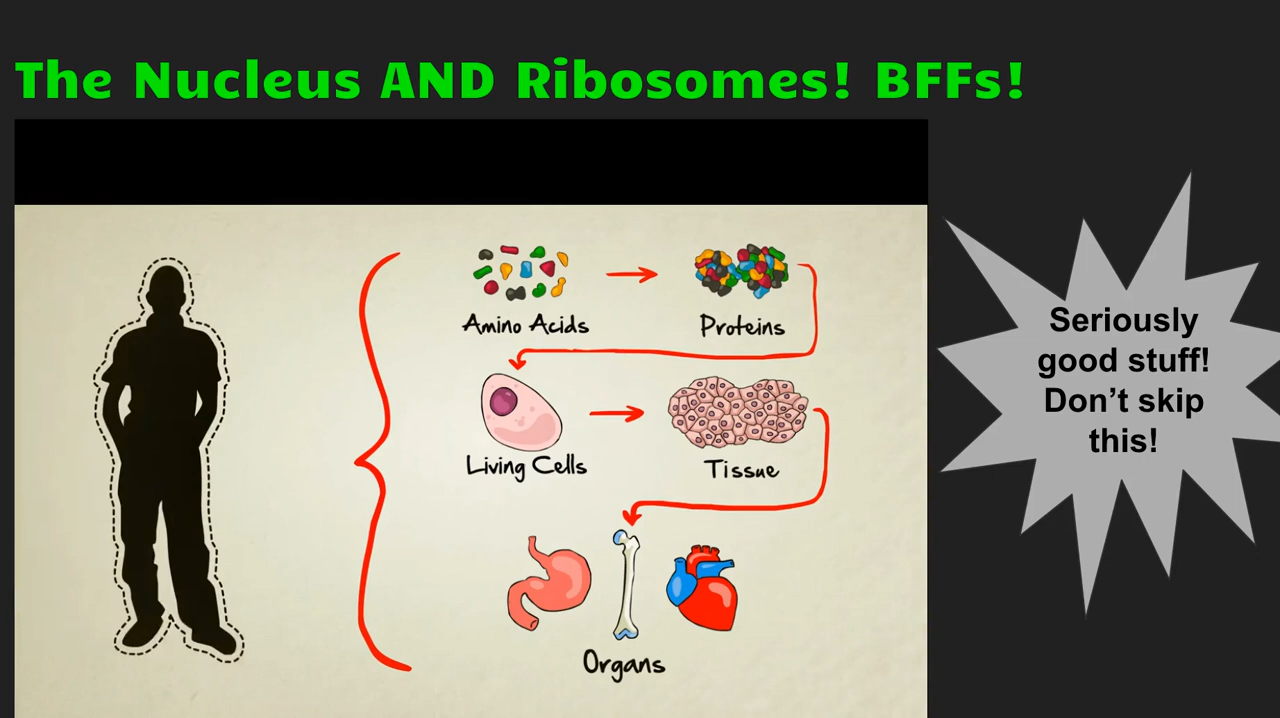 The Nucleus AND Ribosomes! BFFs!
Amino Acids
Proteins
Living Cells
Tissue
Organs
Seriously
good stuff!
Don't skip
this!